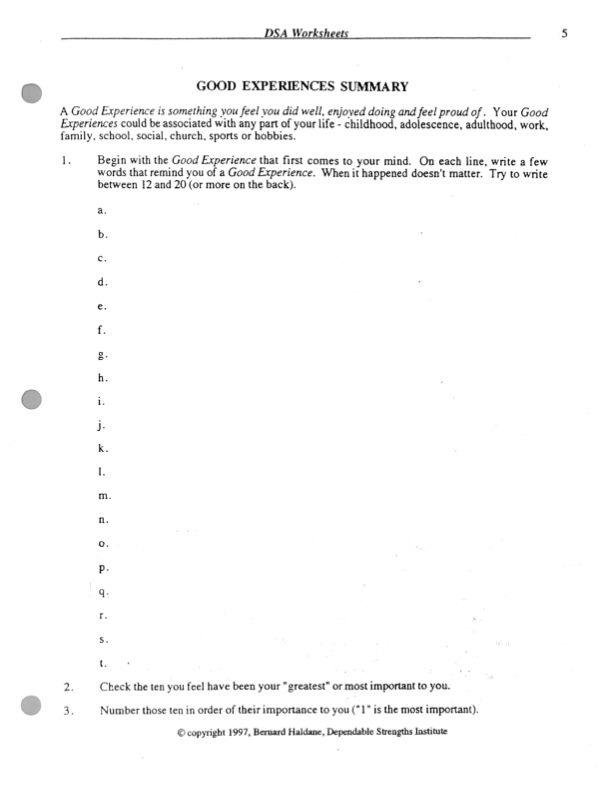 DSA Worksheets 5
GOOD EXPERIENCES SUMMARY
A Good Experience is something you feel you did well, enjoyed doing and feel proud of. Your Good
Experiences could be associated with any part of your life - childhood, adolescence, adulthood, work,
family, school, social, church, sports or hobbies.
1. Begin with the Good Experience that first comes to your mind. On each line, write a few
words that remind you of a Good Experience. When it happened doesn't matter. Try to write
between 12 and 20 (or more on the back).
a.
b.
c.
d.
e.
f.
g.
h.
i.
j.
k.
l.
m.
n.
o.
p.
q.
r.
s.
t.
2. Check the ten you feel have been your "greatest" or most important to you.
3. Number those ten in order of their importance to you ("1" is the most important).
© copyright 1997, Bernard Haldane, Dependable Strengths Institute